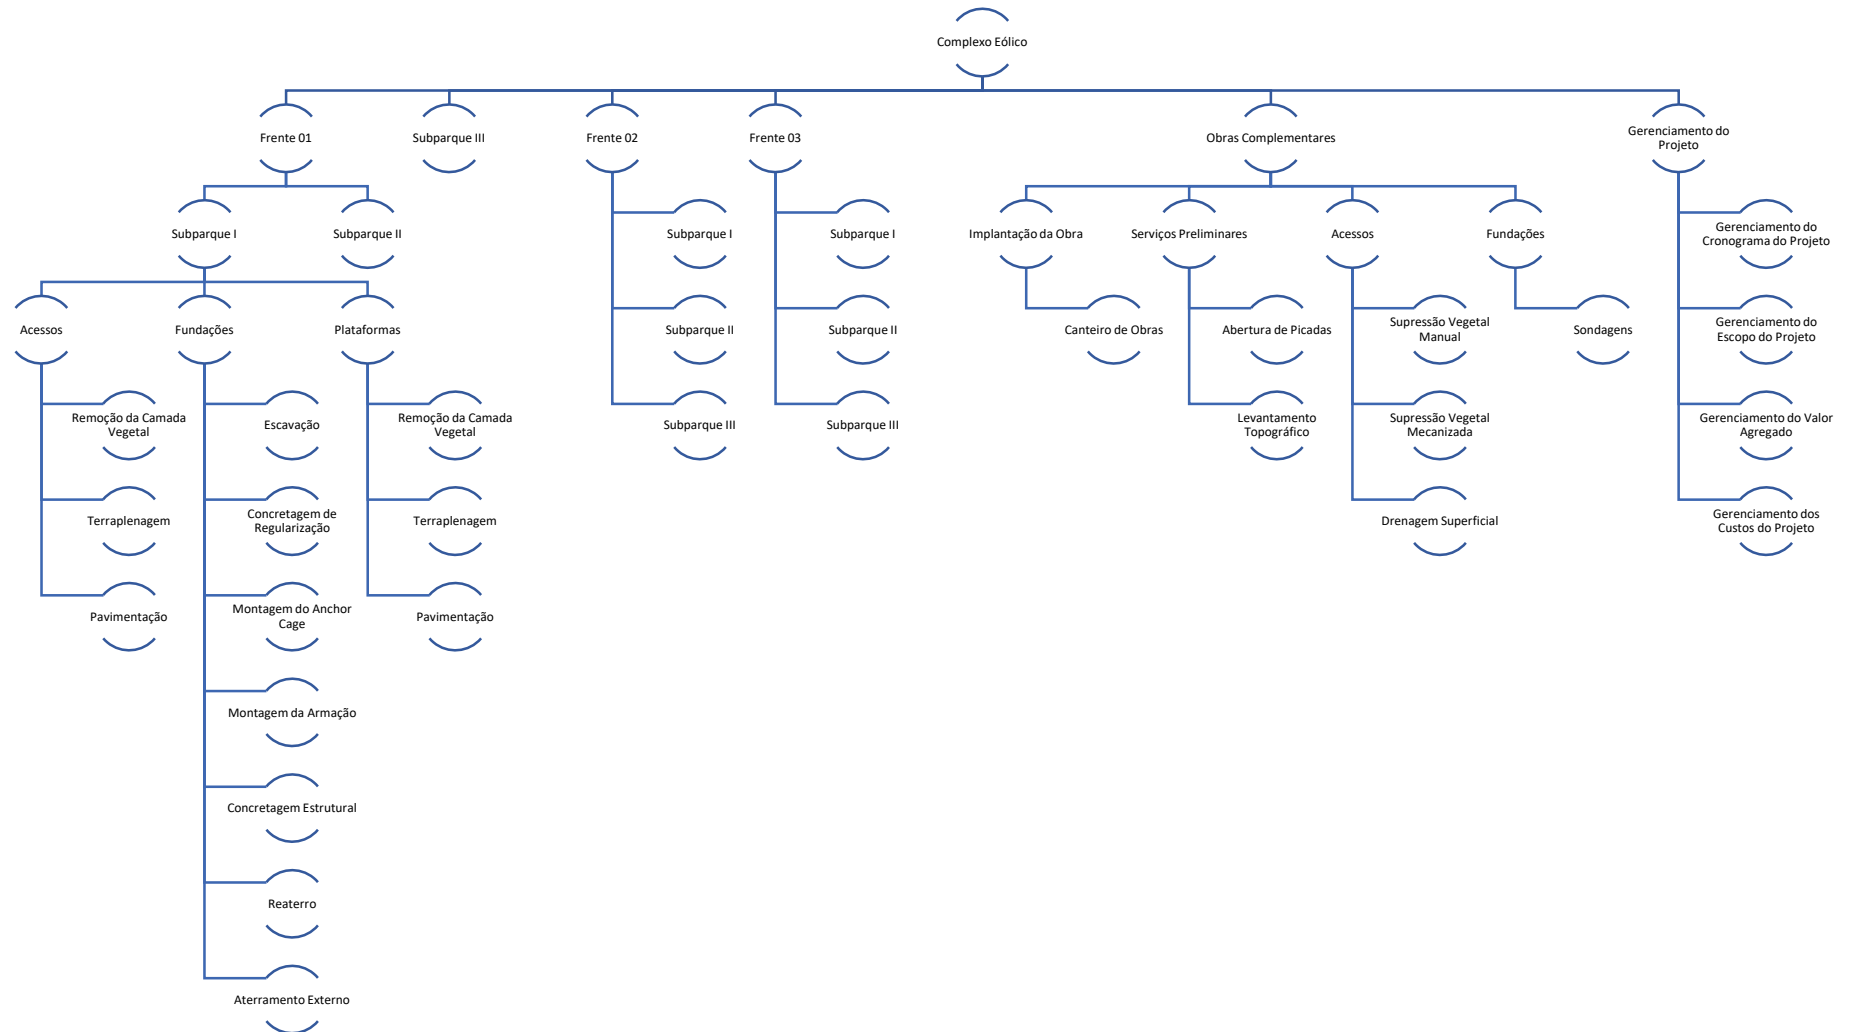 Complexo Eólico
Frente 01
Subparque III
Frente 02
Frente 03
Obras Complementares
Gerenciamento do
Projeto
Subparque I
Subparque II
Subparque I
Subparque I
Implantação da Obra
Serviços Preliminares
Acessos
Fundações
Gerenciamento do
Cronograma do Projeto
Acessos
Fundações
Plataformas
Subparque II
Subparque II
Canteiro de Obras
Abertura de Picadas
Supressão Vegetal
Manual
Sondagens
Gerenciamento do
Escopo do Projeto
Remoção da Camada
Vegetal
Escavação
Remoção da Camada
Vegetal
Subparque III
Subparque III
Levantamento
Topográfico
Supressão Vegetal
Mecanizada
Gerenciamento do Valor
Agregado
Terraplenagem
Concretagem de
Regularização
Terraplenagem
Drenagem Superficial
Gerenciamento dos
Custos do Projeto
Pavimentação
Montagem do Anchor
Cage
Pavimentação
Montagem da Armação
Concretagem Estrutural
Reaterro
Aterramento Externo